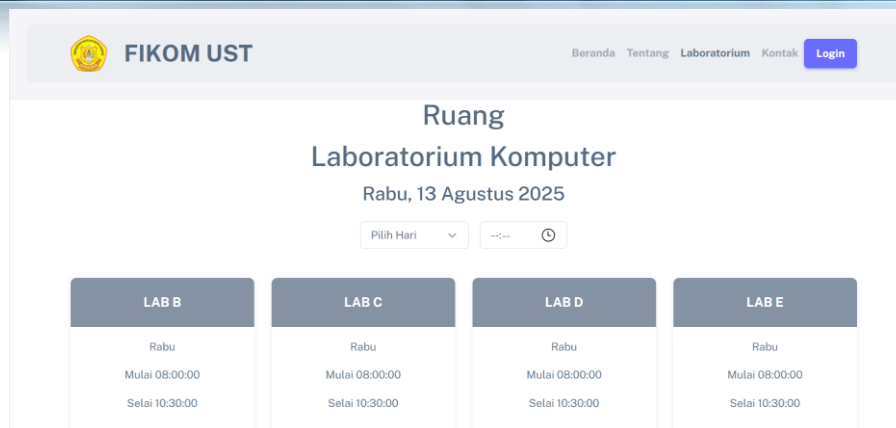 FIKOM UST
Beranda Tentang Laboratorium Kontak Login
Ruang
Laboratorium Komputer
Rabu, 13 Agustus 2025
Pilih Hari --:--
LAB B LAB C LAB D LAB E
Rabu Rabu Rabu Rabu
Mulai 08:00:00 Mulai 08:00:00 Mulai 08:00:00 Mulai 08:00:00
Selai 10:30:00 Selai 10:30:00 Selai 10:30:00 Selai 10:30:00